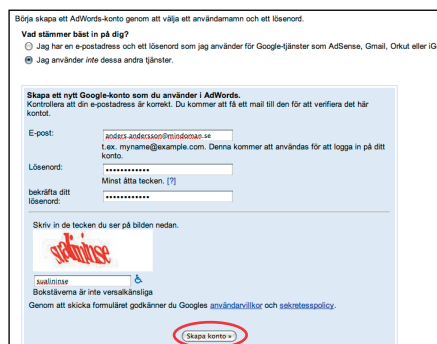 Börja skapa ett AdWords-konto genom att välja ett användarnamn och ett lösenord.
Vad stämmer bäst in på dig?
Jag har en e-postadress och ett lösenord som jag använder för Google-tjänster som AdSense, Gmail, Orkut eller iG
Jag använder inte dessa andra tjänster.
Skapa ett nytt Google-konto som du använder i AdWords.
Kontrollera att din e-postadress är korrekt. Du kommer att få ett mail till den för att verifiera det här
kontot.
E-post: anders.andersson@mindoman.se
t.ex. myname@example.com. Denna kommer att användas för att logga in på ditt
konto.
Lösenord: ••••••••••••
Minst åtta tecken. [?]
bekräfta ditt
lösenord: ••••••••••••
Skriv in de tecken du ser på bilden nedan.
sualininse
Bokstäverna är inte versalkänsliga
Genom att skicka formuläret godkänner du Googles användarvillkor och sekretesspolicy.
Skapa konto »